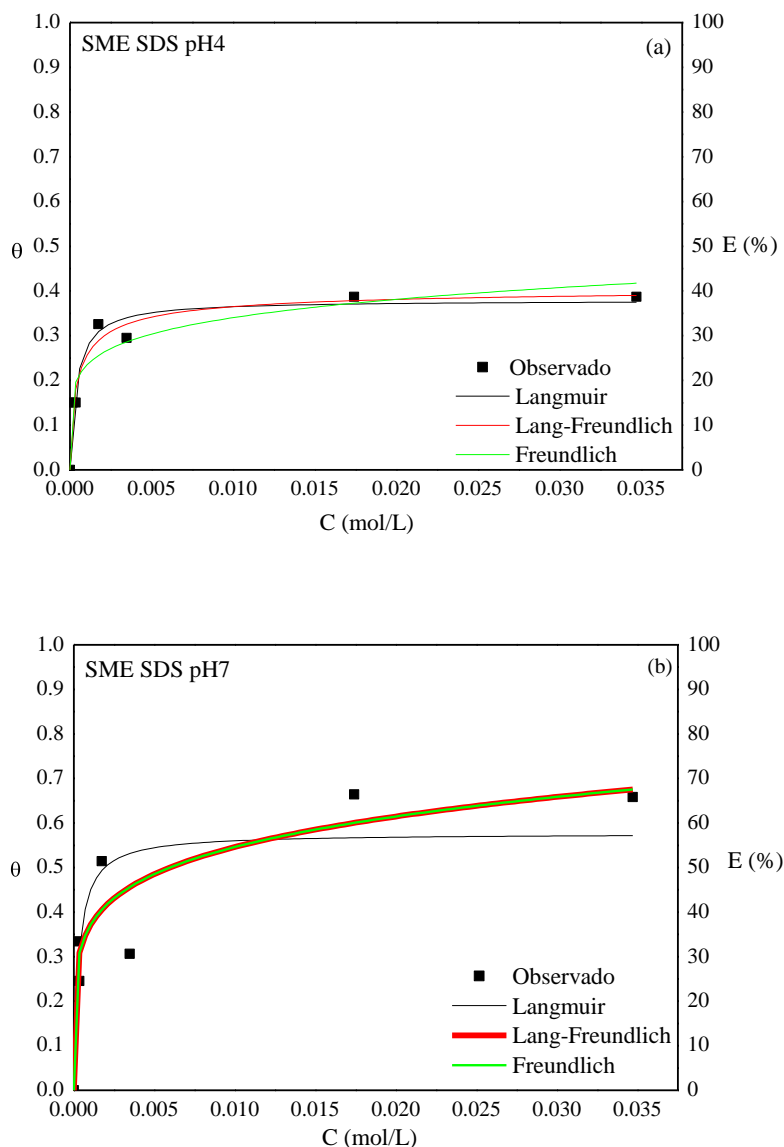 SME SDS pH4
(a)
1.0
0.9
0.8
0.7
0.6
0.5
0.4
0.3
0.2
0.1
0.0
θ
100
90
80
70
60
50
40
30
20
10
0
E (%)
Observado
Langmuir
Lang-Freundlich
Freundlich
0.000 0.005 0.010 0.015 0.020 0.025 0.030 0.035
C (mol/L)
SME SDS pH7
(b)
1.0
0.9
0.8
0.7
0.6
0.5
0.4
0.3
0.2
0.1
0.0
θ
100
90
80
70
60
50
40
30
20
10
0
E (%)
Observado
Langmuir
Lang-Freundlich
Freundlich
0.000 0.005 0.010 0.015 0.020 0.025 0.030 0.035
C (mol/L)